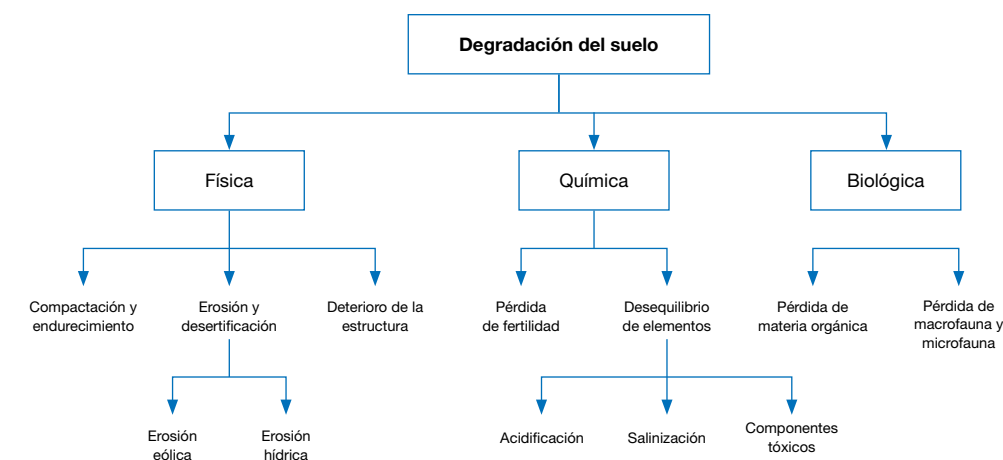 Degradación del suelo
Física
Química
Biológica
Compactación y
endurecimiento
Erosión y
desertificación
Deterioro de la
estructura
Pérdida
de fertilidad
Desequilibrio
de elementos
Pérdida de
materia orgánica
Pérdida de
macrofauna y
microfauna
Erosión
eólica
Erosión
hídrica
Acidificación
Salinización
Componentes
tóxicos